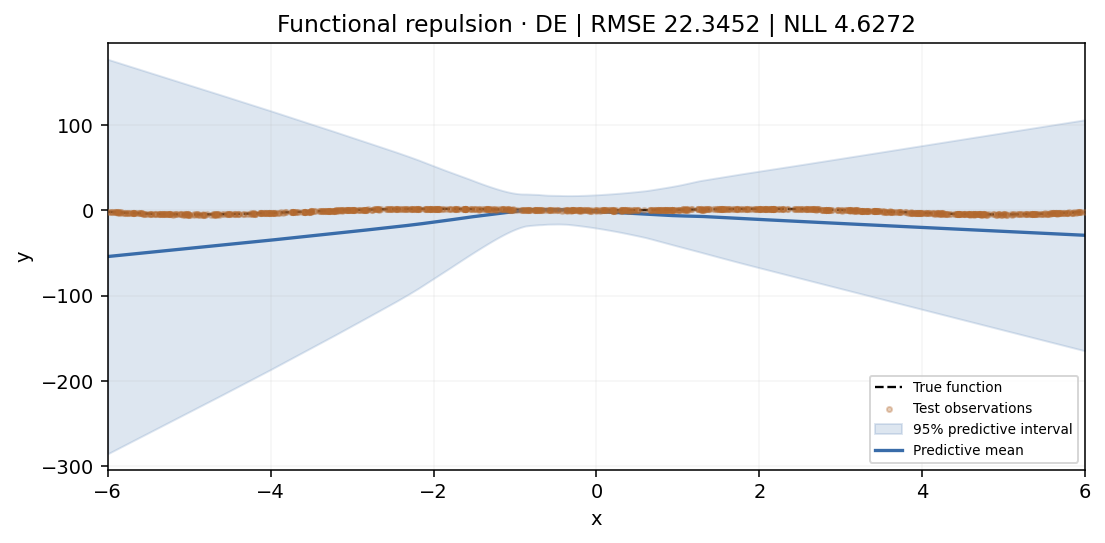 Functional repulsion · DE | RMSE 22.3452 | NLL 4.6272
y
100
0
−100
−200
−300
True function
Test observations
95% predictive interval
Predictive mean
−6
−4
−2
0
2
4
6
x